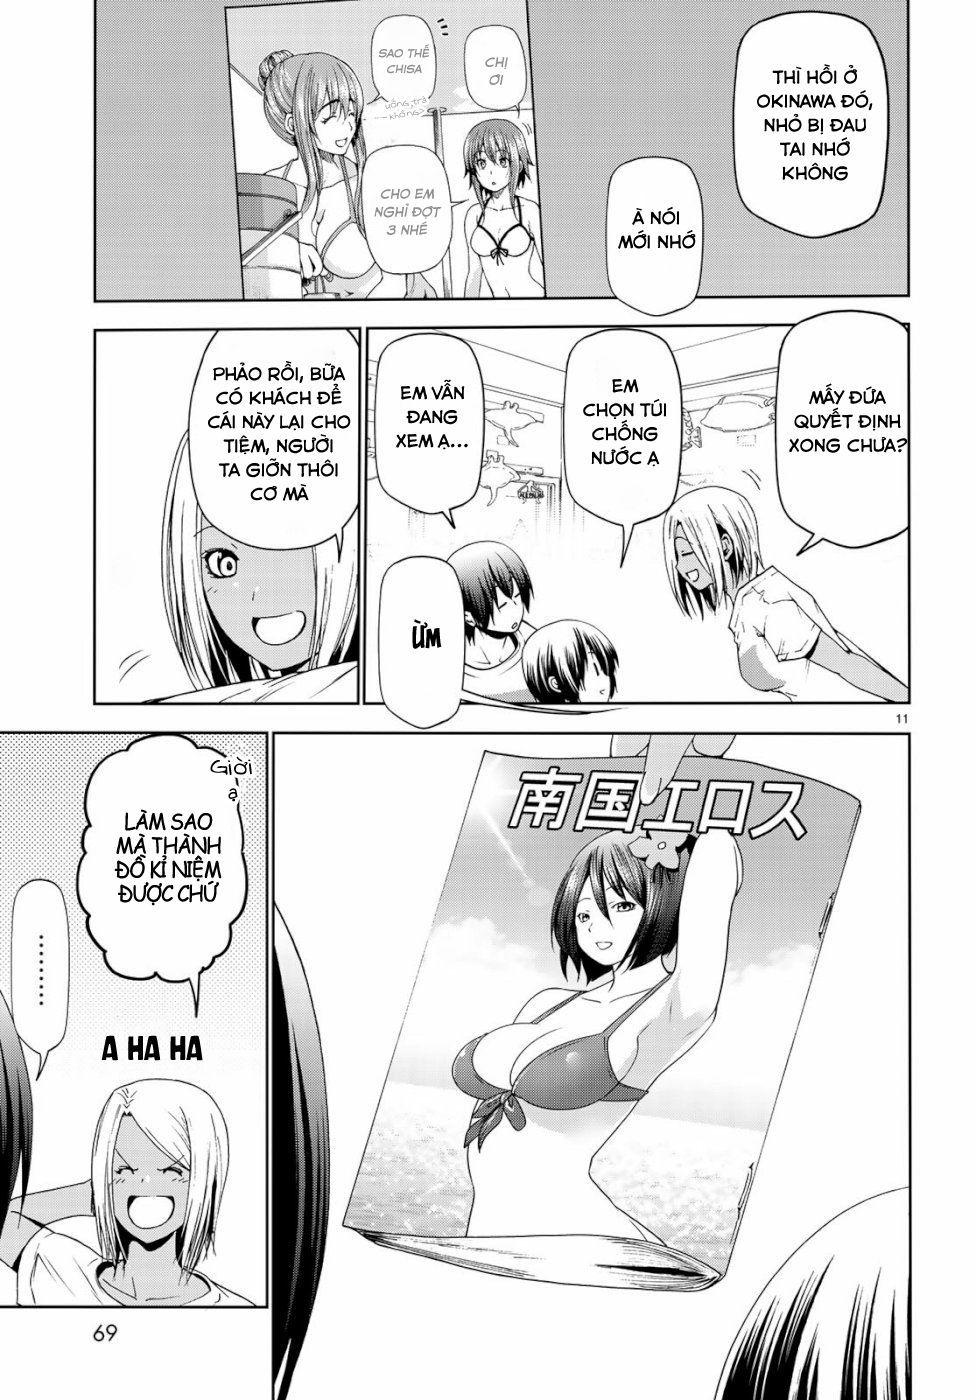 THÌ HỒI Ở
OKINAWA ĐÓ,
NHỎ BỊ ĐAU
TAI NHỚ
KHÔNG
À NÓI
MỚI NHỚ
CHỊ
ƠI
SAO THẾ
CHISA
uống trà
không?
CHO EM
NGHỈ ĐỢT
3 NHÉ
MẤY ĐỨA
QUYẾT ĐỊNH
XONG CHƯA?
EM
CHỌN TÚI
CHỐNG
NƯỚC Ạ
EM VẪN
ĐANG
XEM Ạ...
ỪM
PHẢO RỒI, BỮA
CÓ KHÁCH ĐỂ
CÁI NÀY LẠI CHO
TIỆM, NGƯỜI
TA GIỠN THÔI
CƠ MÀ
11
南国エロス
Giời
ạ
LÀM SAO
MÀ THÀNH
ĐỒ KỈ NIỆM
ĐƯỢC CHỨ
.........
A HA HA
69